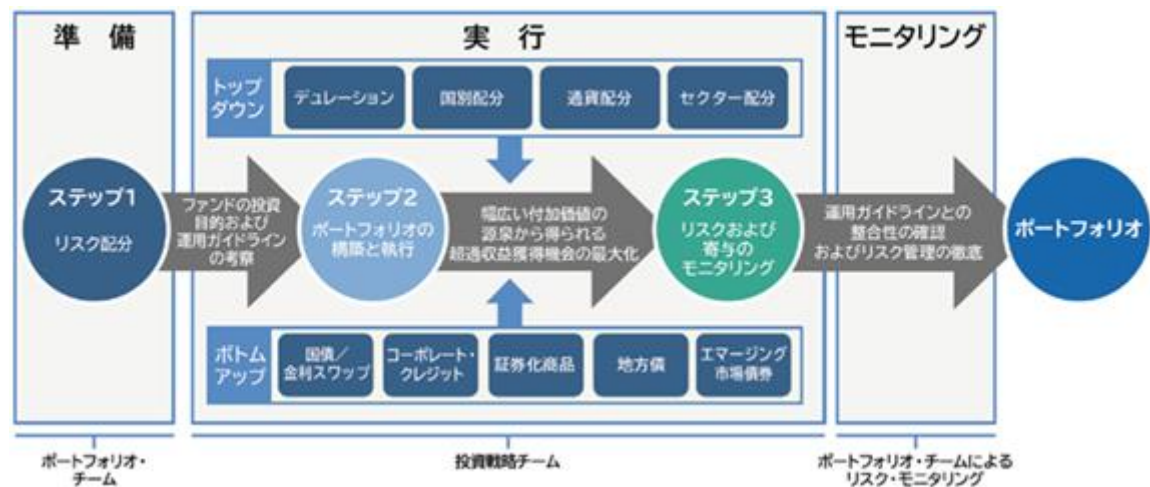 準 備
実 行
モニタリング
トップ
ダウン
デュレーション
国別配分
通貨配分
セクター配分
ステップ1
リスク配分
ファンドの投資
目的および
運用ガイドライン
の考察
ステップ2
ポートフォリオの
構築と執行
幅広い付加価値の
源泉から得られる
超過収益獲得機会の最大化
ステップ3
リスクおよび
寄与の
モニタリング
運用ガイドラインとの
整合性の確認
およびリスク管理の徹底
ポートフォリオ
ボトム
アップ
国債/
金利スワップ
コーポレート・
クレジット
証券化商品
地方債
エマージング
市場債券
ポートフォリオ・
チーム
投資戦略チーム
ポートフォリオ・チームによる
リスク・モニタリング